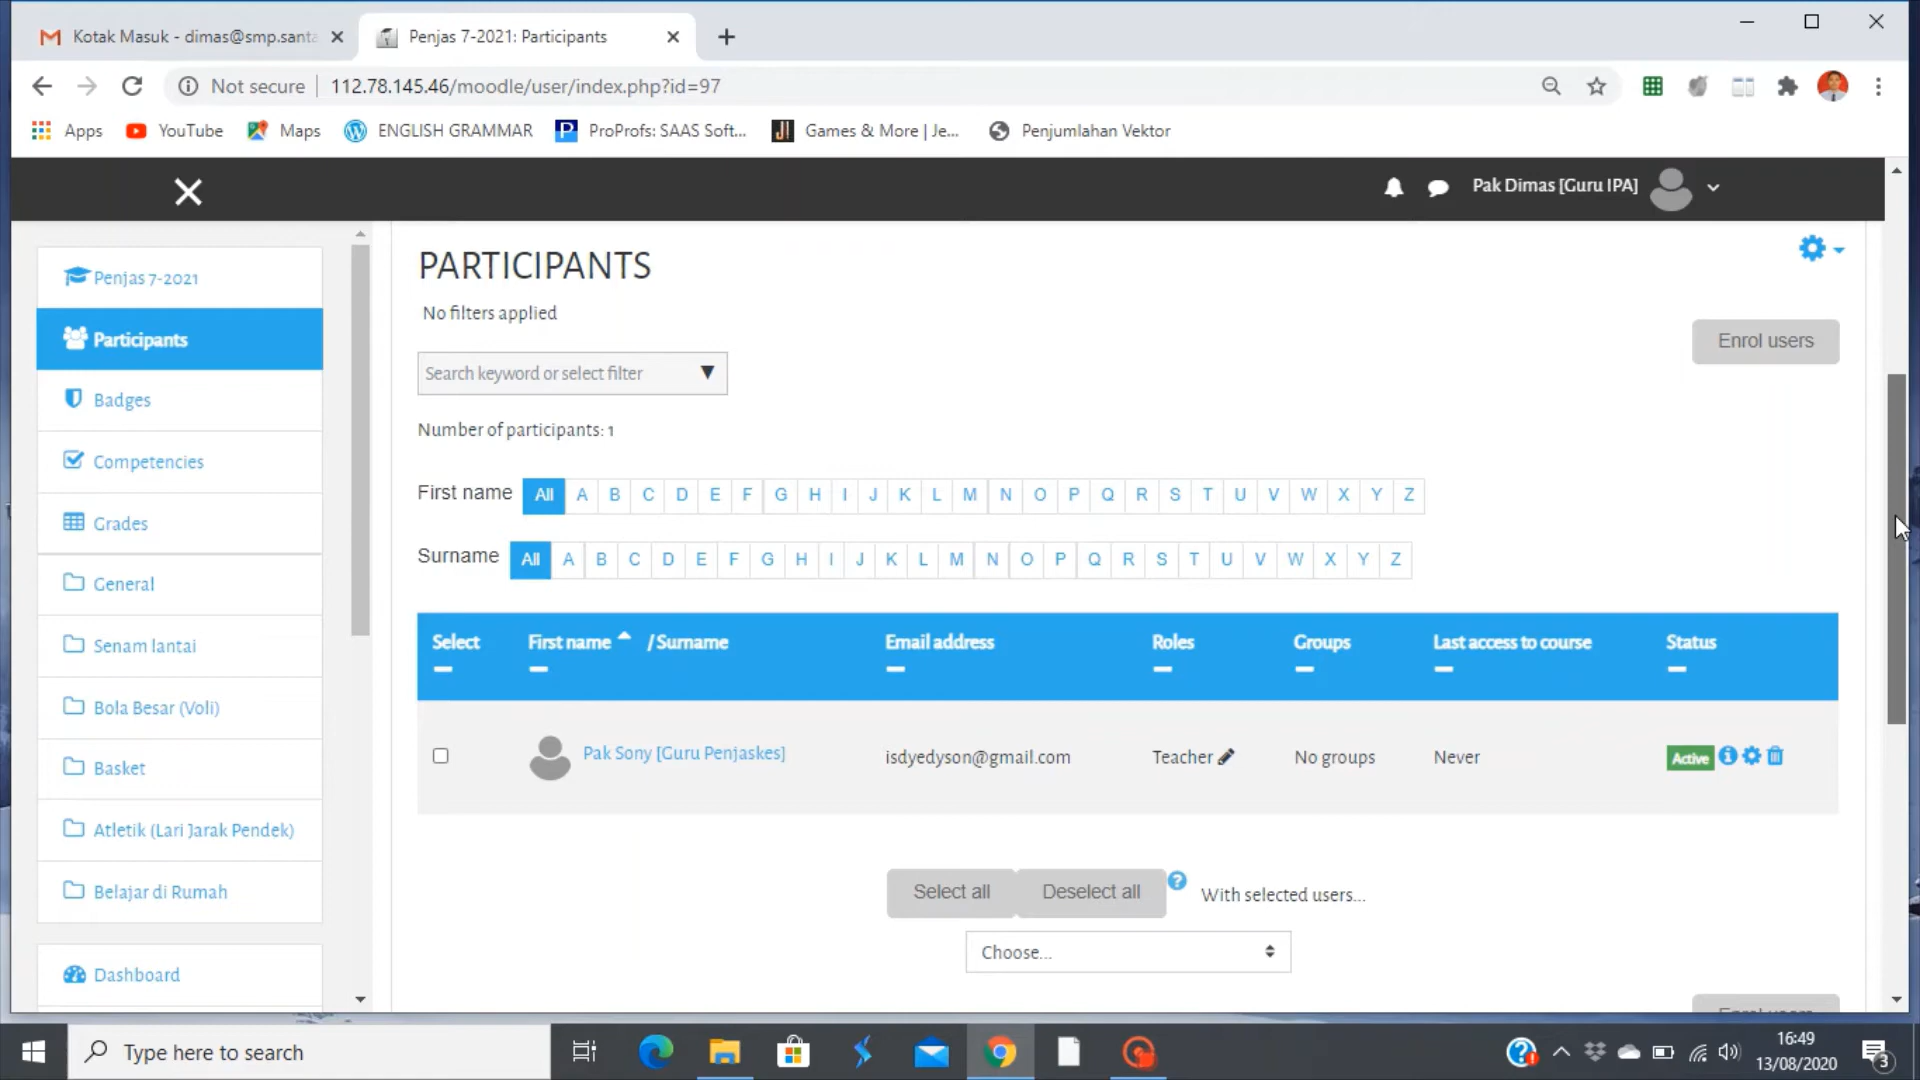 Kotak Masuk - dimas@smp.santa
Penjas 7-2021: Participants
Not secure
112.78.145.46/moodle/user/index.php?id=97
Apps
YouTube
Maps
ENGLISH GRAMMAR
ProProfs: SAAS Soft...
Games & More | Je...
Penjumlahan Vektor
Pak Dimas [Guru IPA]
Penjas 7-2021
Participants
Badges
Competencies
Grades
General
Senam lantai
Bola Besar (Voli)
Basket
Atletik (Lari Jarak Pendek)
Belajar di Rumah
Dashboard
PARTICIPANTS
No filters applied
Enrol users
Search keyword or select filter ▼
Number of participants: 1
First name All A B C D E F G H I J K L M N O P Q R S T U V W X Y Z
Surname All A B C D E F G H I J K L M N O P Q R S T U V W X Y Z
Select First name / Surname Email address Roles Groups Last access to course Status
Pak Sony [Guru Penjaskes] isdyedyson@gmail.com Teacher No groups Never Active
Select all Deselect all With selected users...
Choose...
Enrol users
Type here to search
16:49
13/08/2020
3